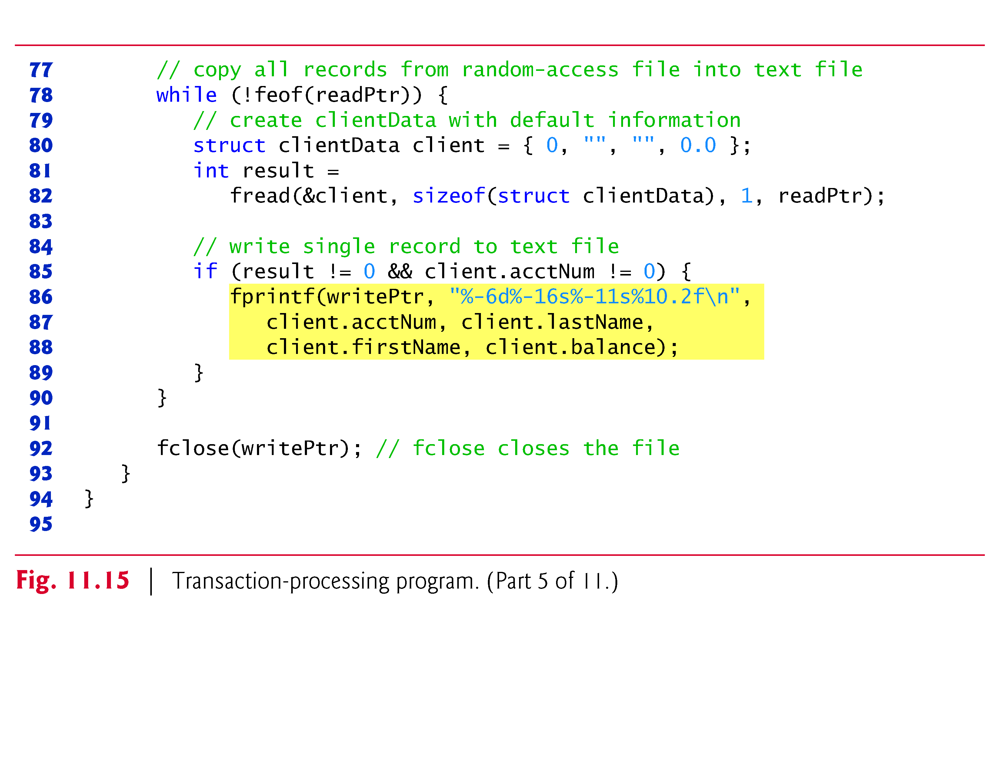 77 // copy all records from random-access file into text file
78 while (!feof(readPtr)) {
79 // create clientData with default information
80 struct clientData client = { 0, "", "", 0.0 };
81 int result =
82 fread(&client, sizeof(struct clientData), 1, readPtr);
83
84 // write single record to text file
85 if (result != 0 && client.acctNum != 0) {
86 fprintf(writePtr, "%-6d%-16s%-11s%10.2f\n",
87 client.acctNum, client.lastName,
88 client.firstName, client.balance);
89 }
90 }
91
92 fclose(writePtr); // fclose closes the file
93 }
94 }
95
Fig. 11.15 | Transaction-processing program. (Part 5 of 11.)